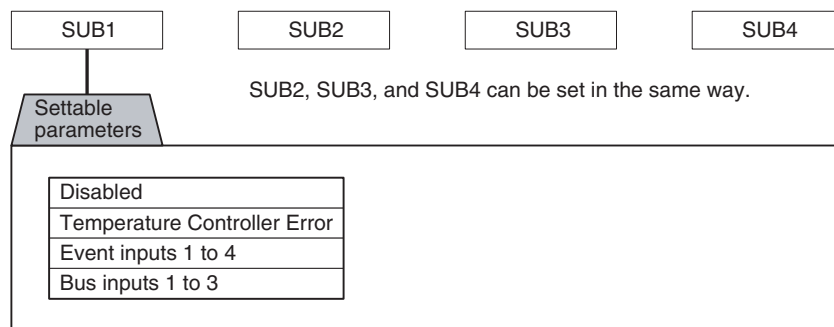 SUB1 SUB2 SUB3 SUB4
SUB2, SUB3, and SUB4 can be set in the same way.
Settable
parameters
Disabled
Temperature Controller Error
Event inputs 1 to 4
Bus inputs 1 to 3